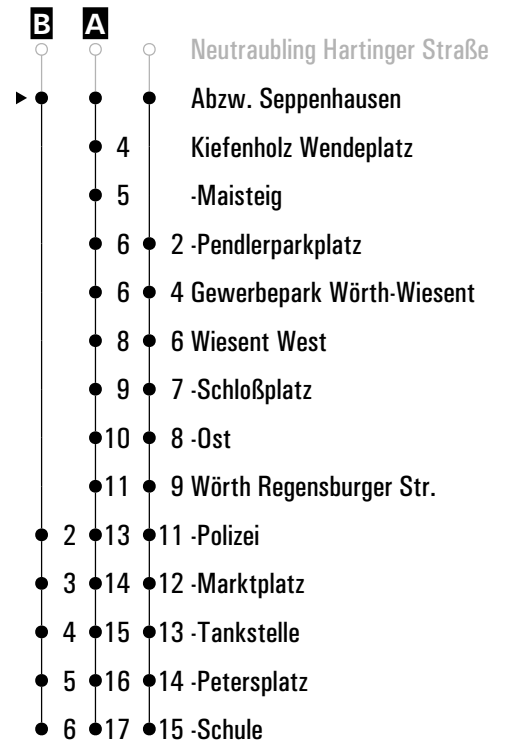 B A
Neutraubling Hartinger Straße
Abzw. Seppenhausen
4 Kiefenholz Wendeplatz
5 -Maisteig
6 2 -Pendlerparkplatz
6 4 Gewerbepark Wörth-Wiesent
8 6 Wiesent West
9 7 -Schloßplatz
10 8 -Ost
11 9 Wörth Regensburger Str.
2 13 11 -Polizei
3 14 12 -Marktplatz
4 15 13 -Tankstelle
5 16 14 -Petersplatz
6 17 15 -Schule